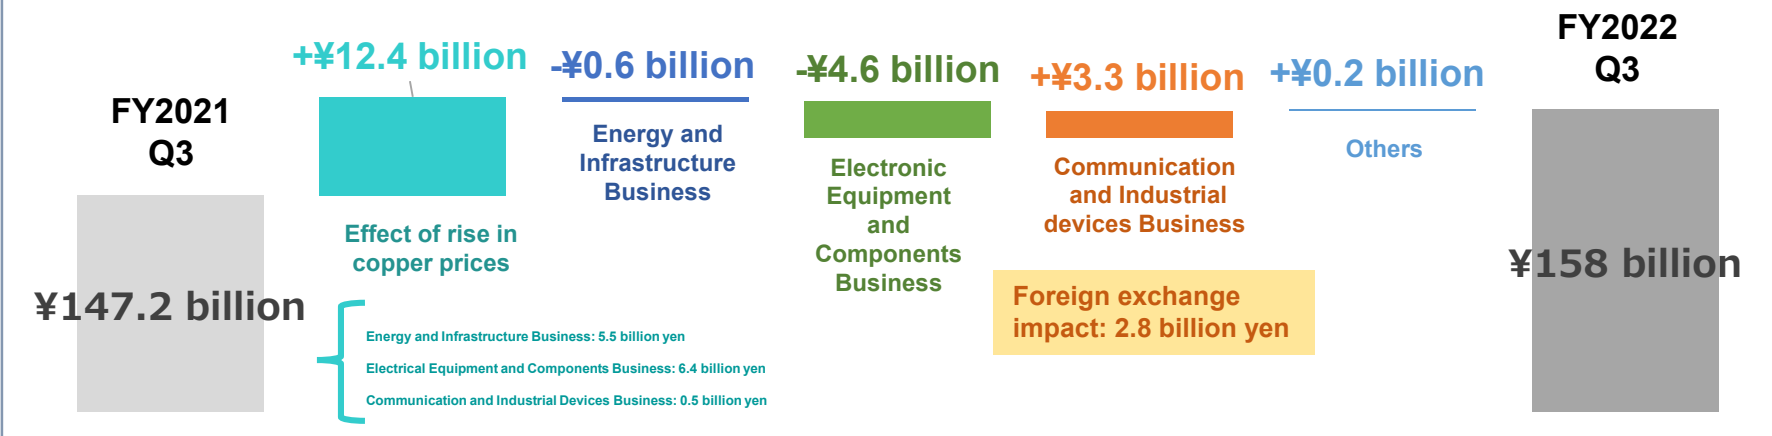 FY2021
Q3
¥147.2 billion
+¥12.4 billion
Effect of rise in
copper prices
Energy and Infrastructure Business: 5.5 billion yen
Electrical Equipment and Components Business: 6.4 billion yen
Communication and Industrial Devices Business: 0.5 billion yen
-¥0.6 billion
Energy and
Infrastructure
Business
-¥4.6 billion
Electronic
Equipment
and
Components
Business
+¥3.3 billion
Communication
and Industrial
devices Business
Foreign exchange
impact: 2.8 billion yen
+¥0.2 billion
Others
FY2022
Q3
¥158 billion